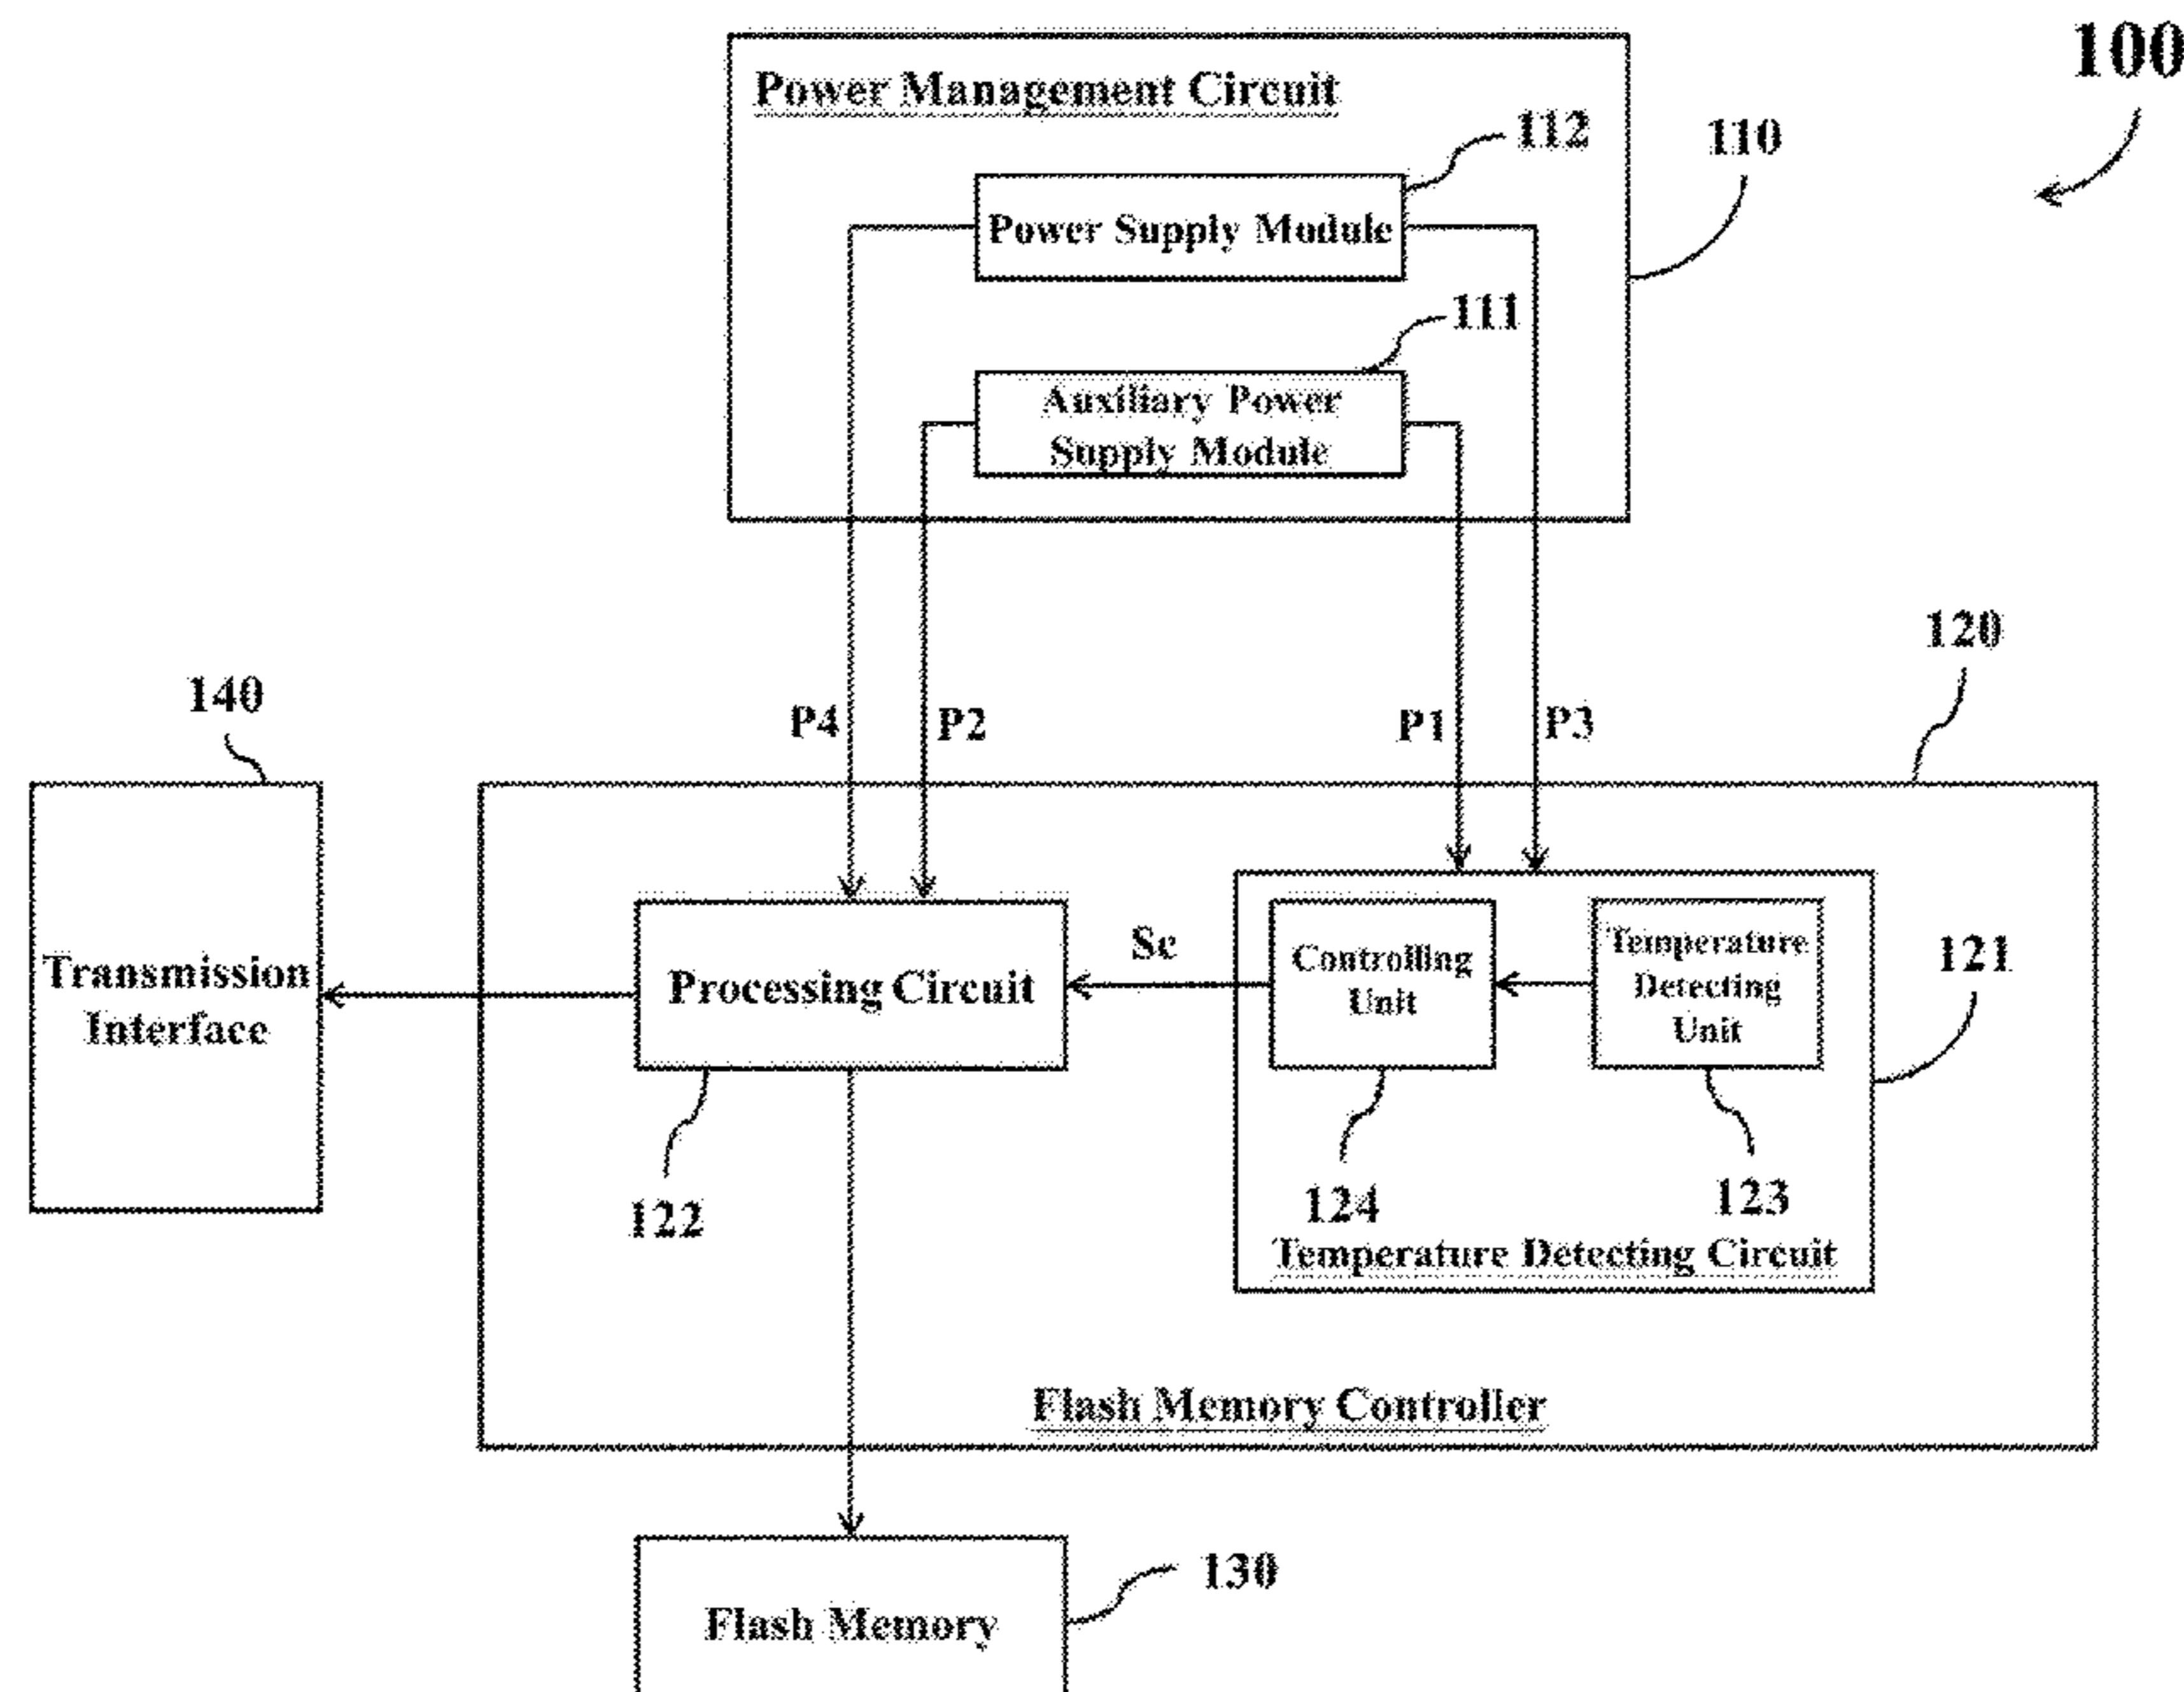 100
Power Management Circuit
112
110
Power Supply Module
111
Auxiliary Power
Supply Module
120
140
P4
P2
P1
P3
Transmission
Interface
Processing Circuit
Sc
Controlling
Unit
Temperature
Detecting
Unit
121
122
124
123
Temperature Detecting Circuit
Flash Memory Controller
130
Flash Memory